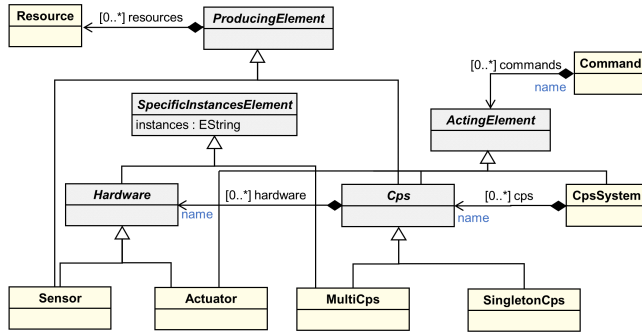 Resource
[0..*] resources
ProducingElement
[0..*] commands
Command
name
SpecificInstancesElement
instances : EString
ActingElement
Hardware
[0..*] hardware
name
Cps
[0..*] cps
name
CpsSystem
Sensor
Actuator
MultiCps
SingletonCps